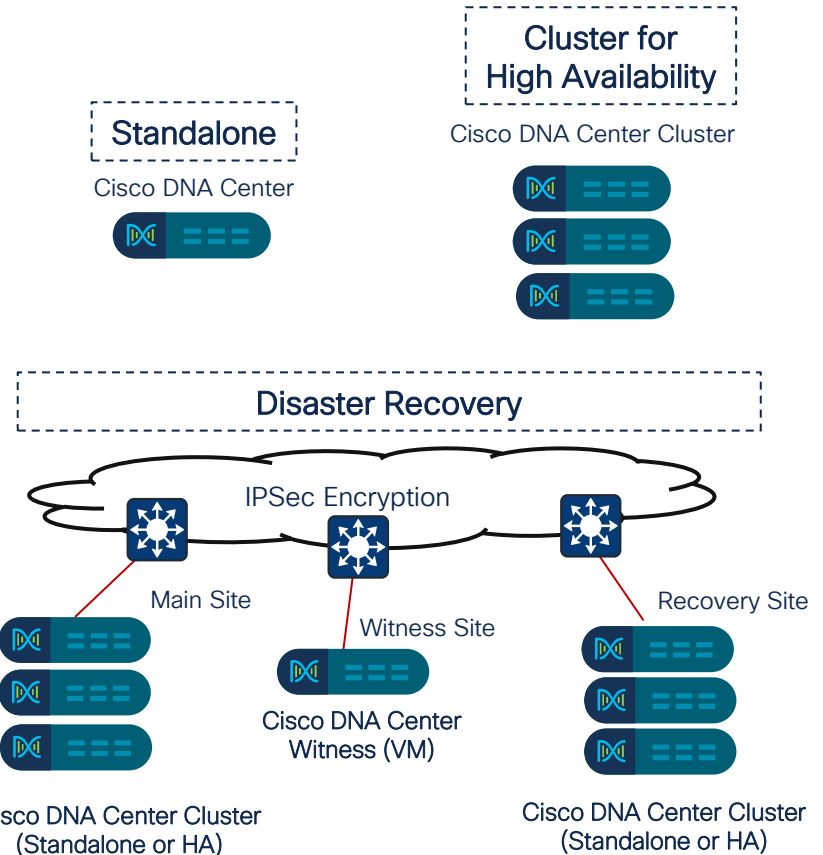 Cluster for
High Availability
Standalone
Cisco DNA Center Cluster
Cisco DNA Center
Disaster Recovery
IPSec Encryption
Main Site
Witness Site
Recovery Site
Cisco DNA Center
Witness (VM)
sco DNA Center Cluster
(Standalone or HA)
Cisco DNA Center Cluster
(Standalone or HA)